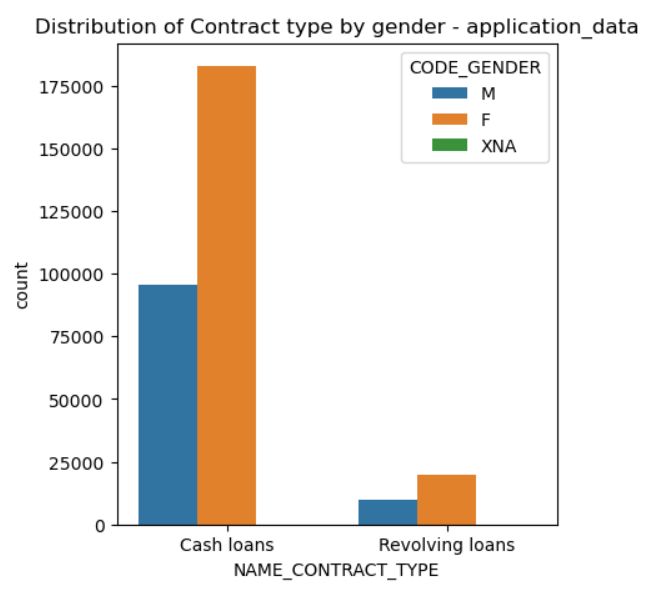 Distribution of Contract type by gender - application_data
CODE_GENDER
M
F
XNA
175000
150000
125000
100000
75000
50000
25000
0
count
Cash loans
Revolving loans
NAME_CONTRACT_TYPE